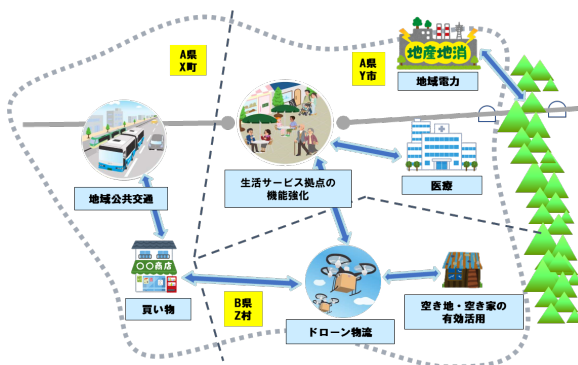 A県
X町
A県
Y市
地産地消
地域電力
地域公共交通
生活サービス拠点の
機能強化
医療
〇〇商店
買い物
B県
Z村
ドローン物流
空き地・空き家の
有効活用